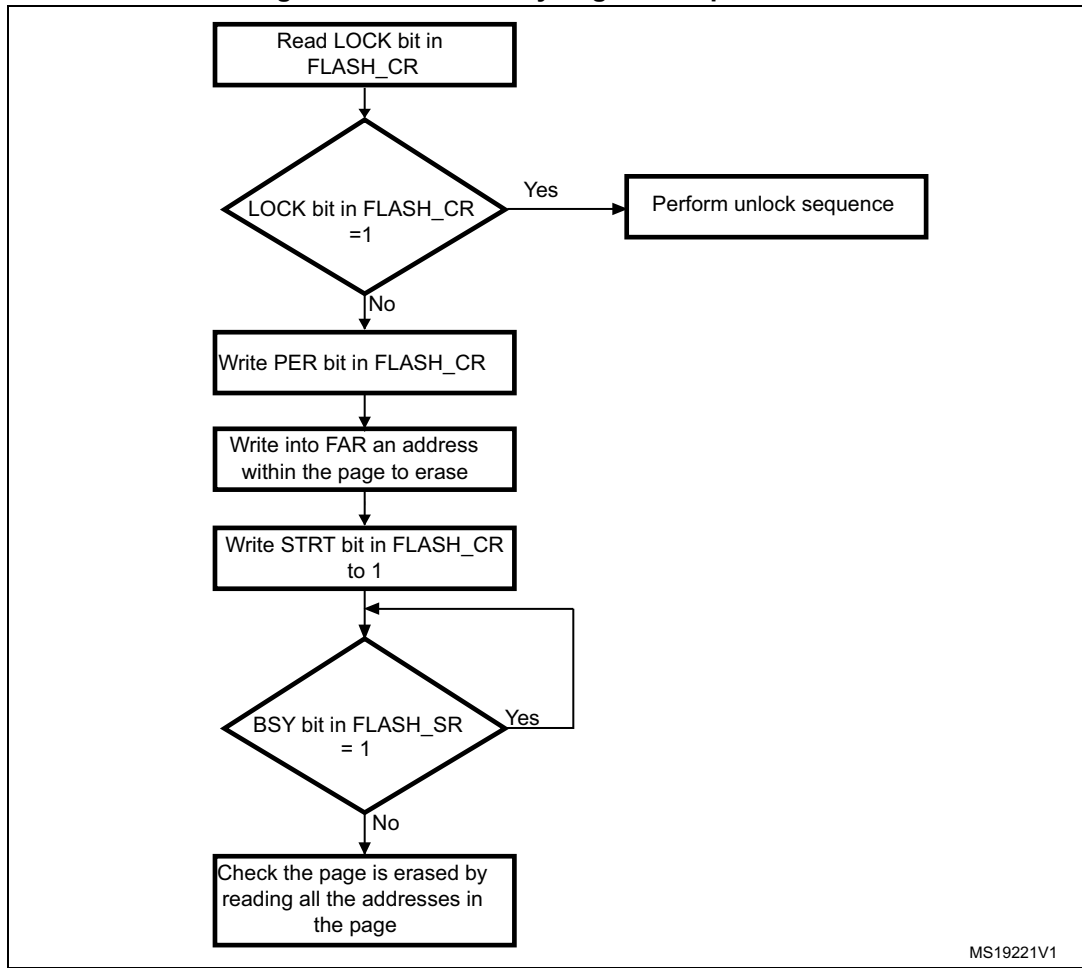 Read LOCK bit in
FLASH_CR
LOCK bit in FLASH_CR
=1
Yes
Perform unlock sequence
No
Write PER bit in FLASH_CR
Write into FAR an address
within the page to erase
Write STRT bit in FLASH_CR
to 1
BSY bit in FLASH_SR
= 1
Yes
No
Check the page is erased by
reading all the addresses in
the page
MS19221V1